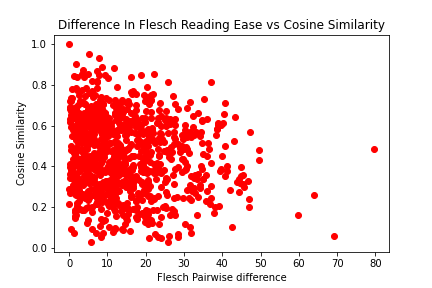 Difference In Flesch Reading Ease vs Cosine Similarity
1.0
0.8
0.6
0.4
0.2
0.0
Cosine Similarity
0 10 20 30 40 50 60 70 80
Flesch Pairwise difference